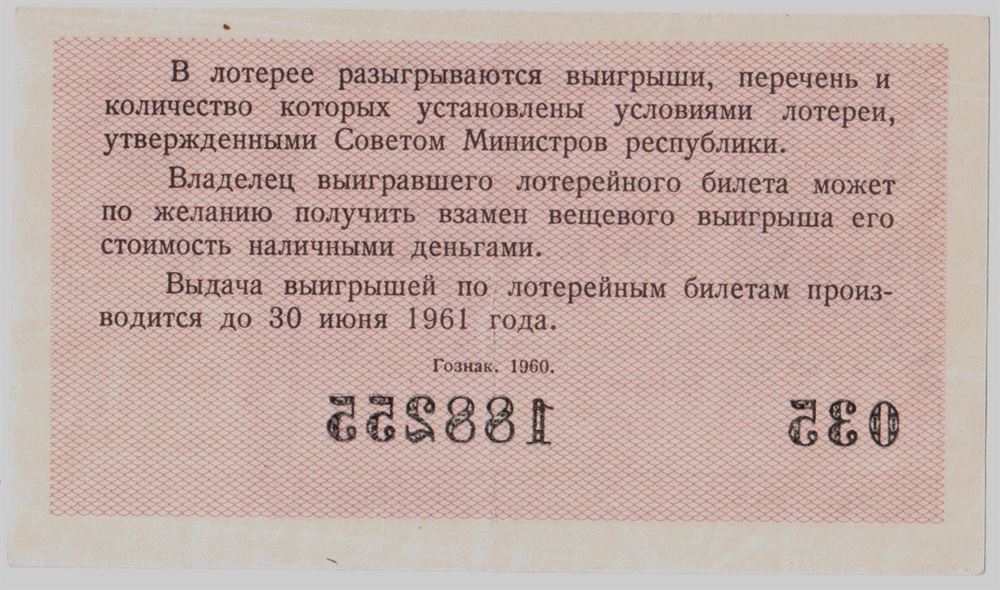 В лотерее разыгрываются выигрыши, перечень и
количество которых установлены условиями лотереи,
утвержденными Советом Министров республики.
Владелец выигравшего лотерейного билета может
по желанию получить взамен вещевого выигрыша его
стоимость наличными деньгами.
Выдача выигрышей по лотерейным билетам произ-
водится до 30 июня 1961 года.
Гознак. 1960.
188255 035